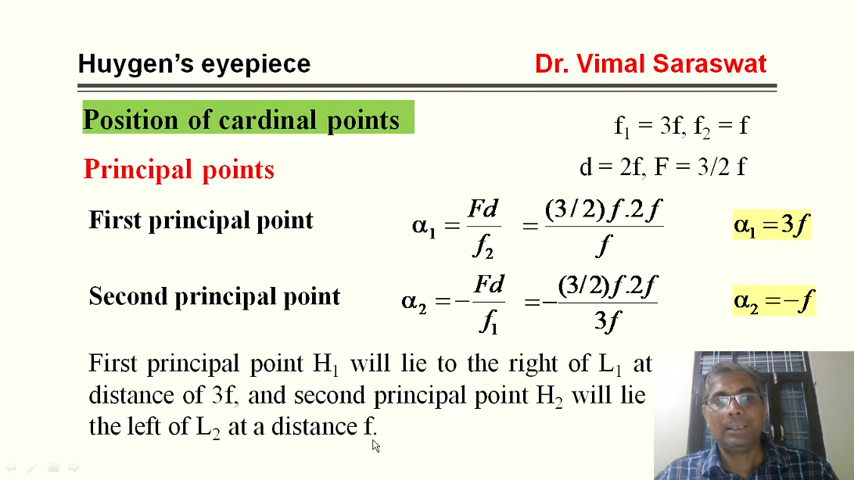 Huygen's eyepiece Dr. Vimal Saraswat
Position of cardinal points
f₁ = 3f, f₂ = f
Principal points
d = 2f, F = 3/2 f
First principal point α₁ = Fd/f₂ = (3/2)f.2f/f α₁ = 3f
Second principal point α₂ = −Fd/f₁ = −(3/2)f.2f/3f α₂ = −f
First principal point H₁ will lie to the right of L₁ at
distance of 3f, and second principal point H₂ will lie
the left of L₂ at a distance f.